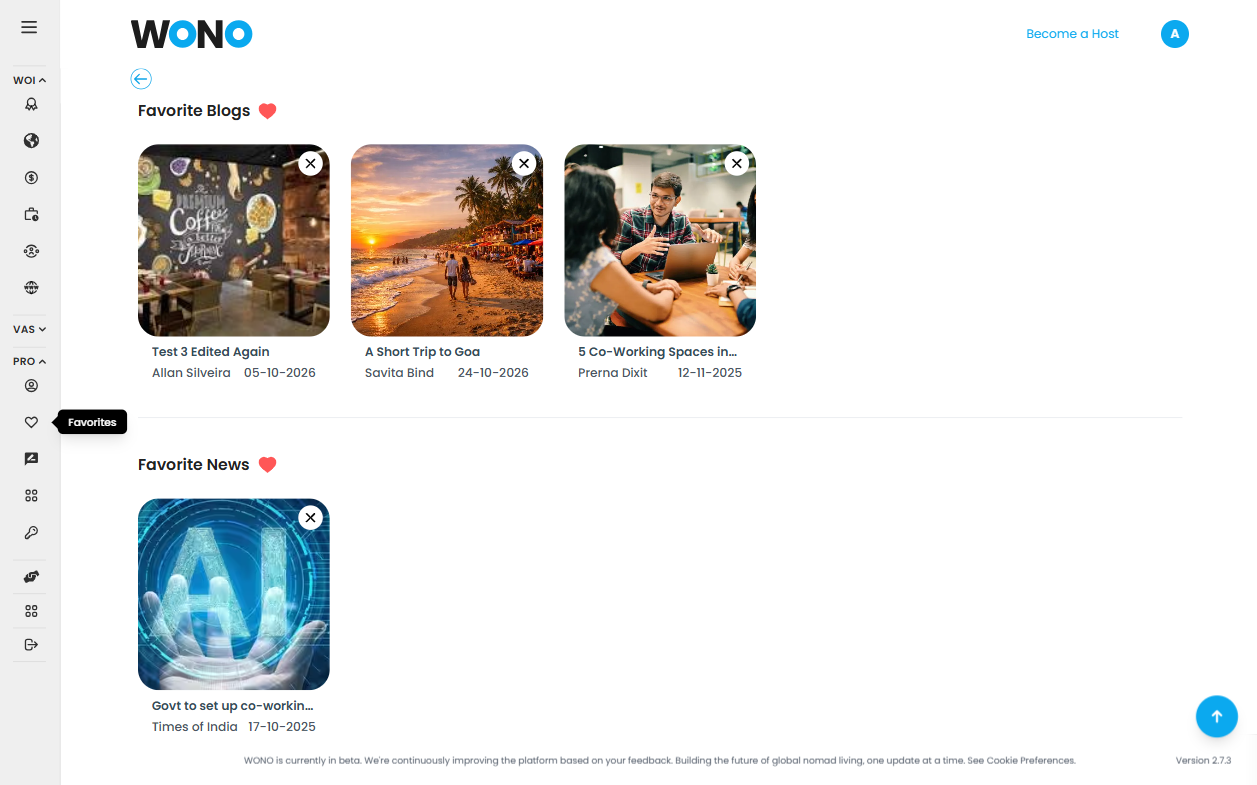 WONO
Become a Host
A
WOI
Favorite Blogs
PREMIUM
Coffee
Test 3 Edited Again
A Short Trip to Goa
5 Co-Working Spaces in...
Allan Silveira 05-10-2026
Savita Bind 24-10-2026
Prerna Dixit 12-11-2025
VAS
PRO
Favorites
Favorite News
AI
Govt to set up co-workin...
Times of India 17-10-2025
WONO is currently in beta. We're continuously improving the platform based on your feedback. Building the future of global nomad living, one update at a time. See Cookie Preferences.
Version 2.7.3